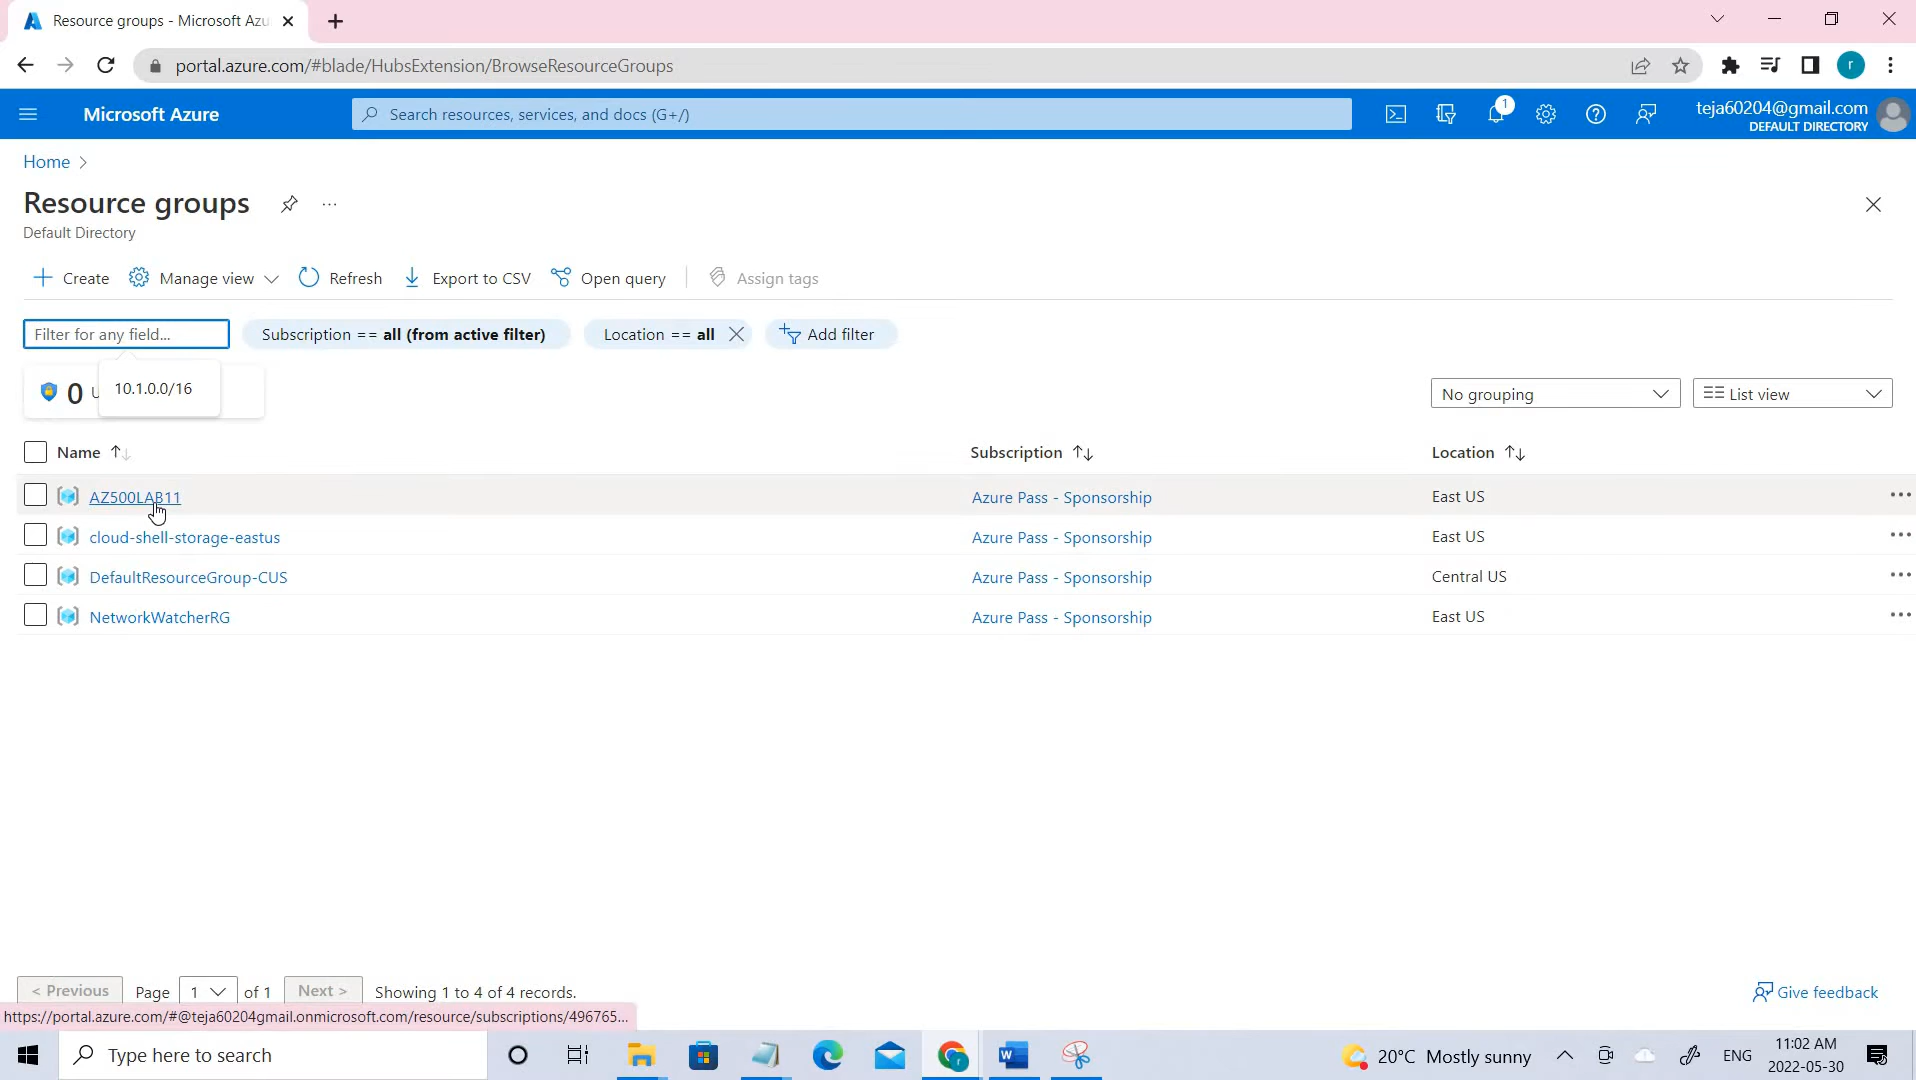 Resource groups - Microsoft Azu
portal.azure.com/#blade/HubsExtension/BrowseResourceGroups
r
Microsoft Azure
Search resources, services, and docs (G+/)
1
teja60204@gmail.com
DEFAULT DIRECTORY
Home
Resource groups
Default Directory
Create
Manage view
Refresh
Export to CSV
Open query
Assign tags
Filter for any field...
Subscription == all (from active filter)
Location == all
Add filter
0
10.1.0.0/16
No grouping
List view
Name
Subscription
Location
AZ500LAB11
Azure Pass - Sponsorship
East US
cloud-shell-storage-eastus
Azure Pass - Sponsorship
East US
DefaultResourceGroup-CUS
Azure Pass - Sponsorship
Central US
NetworkWatcherRG
Azure Pass - Sponsorship
East US
< Previous
Page
1
of 1
Next >
Showing 1 to 4 of 4 records.
Give feedback
https://portal.azure.com/#@teja60204gmail.onmicrosoft.com/resource/subscriptions/496765...
Type here to search
20°C Mostly sunny
ENG
11:02 AM
2022-05-30